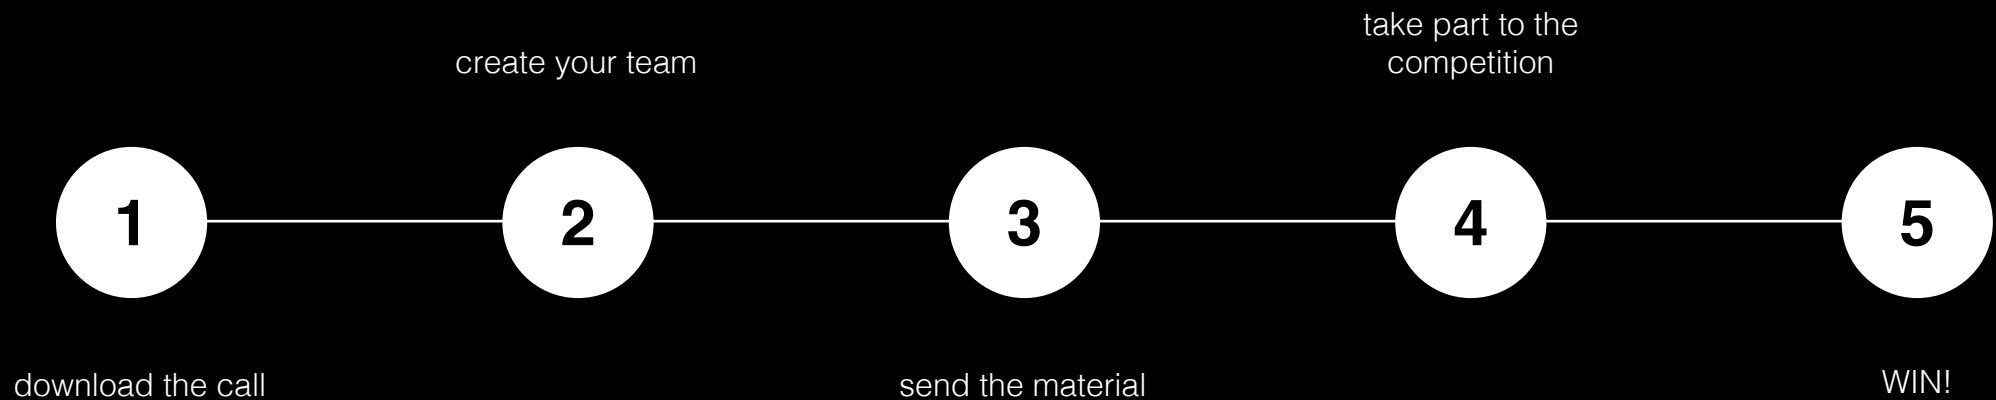 take part to the
competition
create your team
1
2
3
4
5
download the call
send the material
WIN!